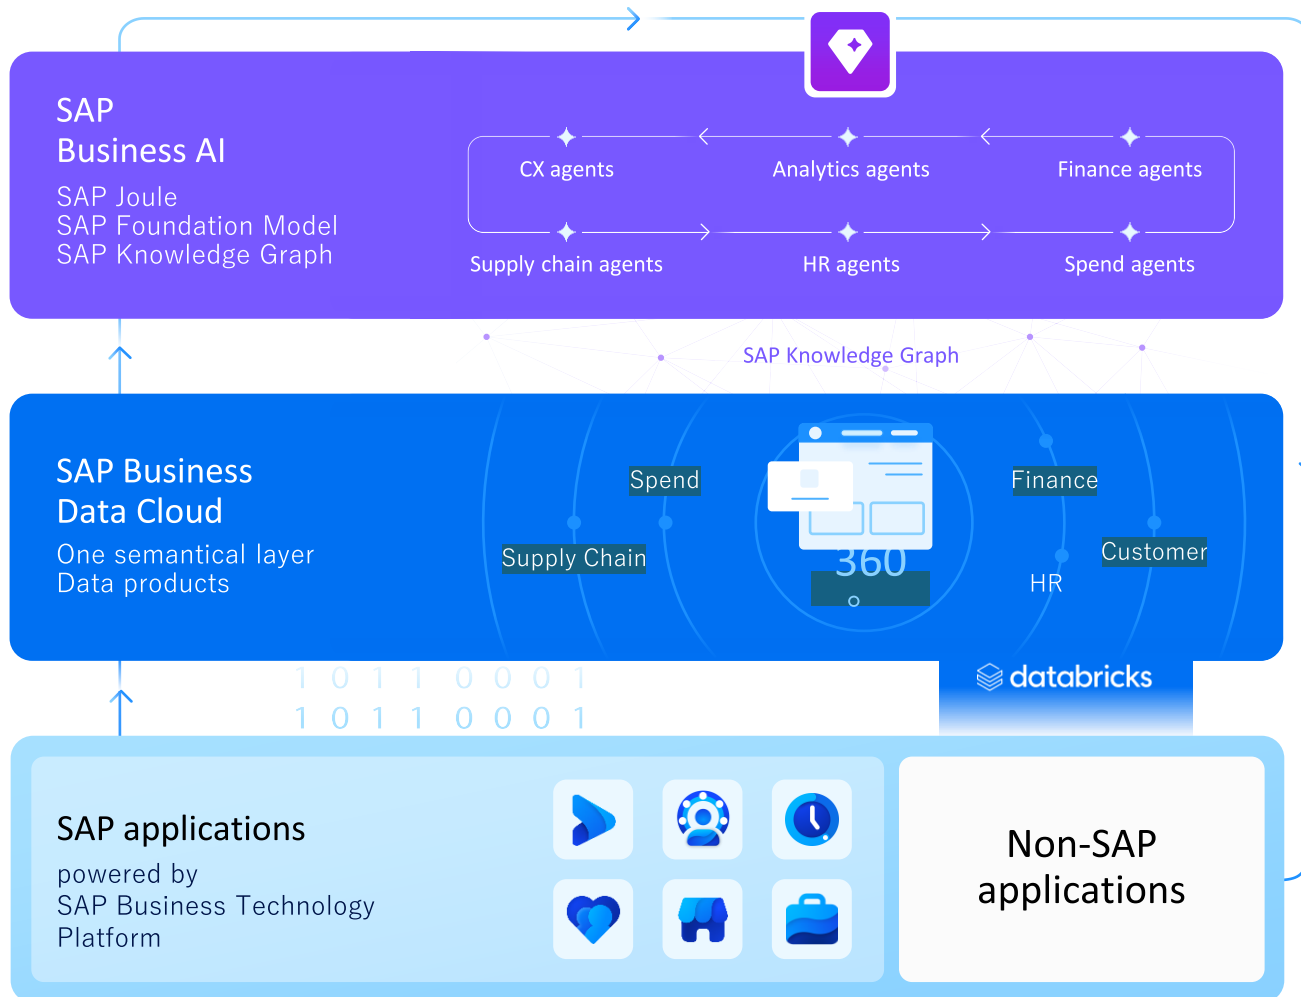 SAP
Business AI
SAP Joule
SAP Foundation Model
SAP Knowledge Graph
CX agents
Analytics agents
Finance agents
Supply chain agents
HR agents
Spend agents
SAP Knowledge Graph
SAP Business
Data Cloud
One semantical layer
Data products
Spend
Supply Chain
360
Finance
Customer
HR
1 0 1 1 0 0 0 1
1 0 1 1 0 0 0 1
databricks
SAP applications
powered by
SAP Business Technology
Platform
Non-SAP
applications